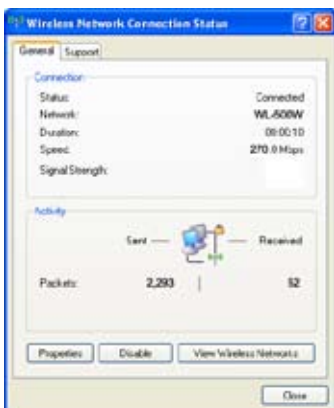 Wireless Network Connection Status
General Support
Connection
Status: Connected
Network: WL-500W
Duration: 00:00:10
Speed: 270.0 Mbps
Signal Strength:
Activity
Sent — — Received
Packets: 2,293 | 52
Properties Disable View Wireless Networks
Close